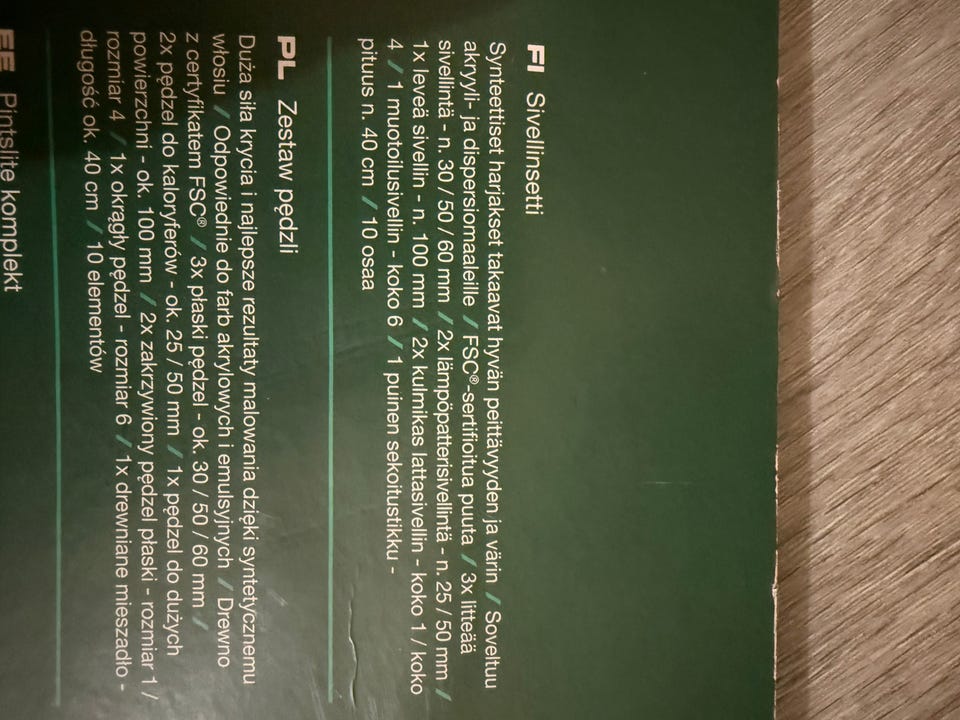 FI Sivellinsetti
Synteettiset harjakset takaavat hyvän peittävyyden ja värin / Soveltuu
akryyli- ja dispersiomaaleille / FSC®-sertifioitua puuta / 3x litteää
sivellintä - n. 30 / 50 / 60 mm / 2x lämpöpatterisivellintä - n. 25 / 50 mm /
1x leveä sivellin - n. 100 mm / 2x kulmikas lattasivellin - koko 1 / koko
4 / 1 muotoilusivellin - koko 6 / 1 puinen sekoitustikku -
pituus n. 40 cm / 10 osaa
PL Zestaw pędzli
Duża siła krycia i najlepsze rezultaty malowania dzięki syntetycznemu
włosiu / Odpowiednie do farb akrylowych i emulsyjnych / Drewno
z certyfikatem FSC® / 3x płaski pędzel - ok. 30 / 50 / 60 mm /
2x pędzel do kaloryferów - ok. 25 / 50 mm / 1x pędzel do dużych
powierzchni - ok. 100 mm / 2x zakrzywiony pędzel płaski - rozmiar 1 /
rozmiar 4 / 1x okrągły pędzel - rozmiar 6 / 1x drewniane mieszadło -
długość ok. 40 cm / 10 elementów
EE Pintslite komplekt